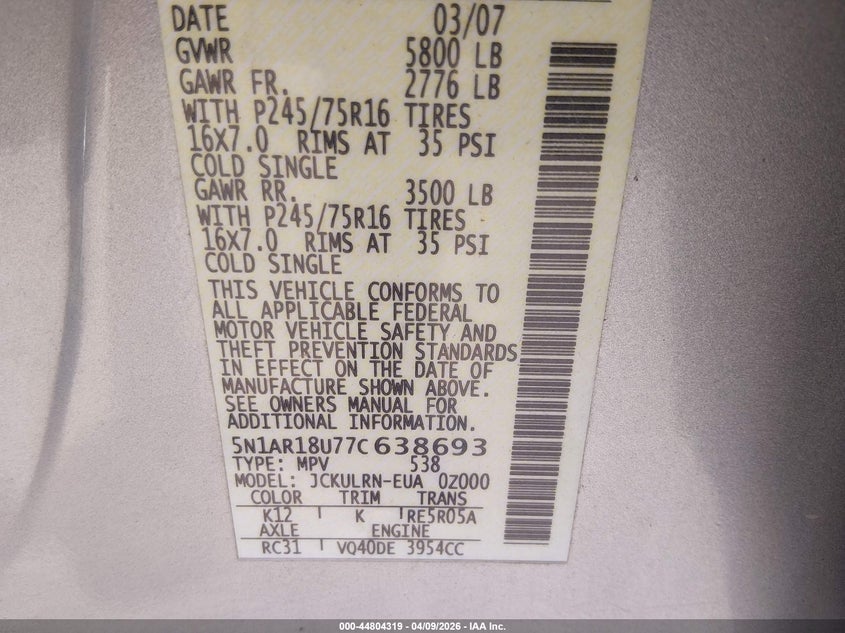 DATE 03/07
GVWR 5800 LB
GAWR FR. 2776 LB
WITH P245/75R16 TIRES
16X7.0 RIMS AT 35 PSI
COLD SINGLE
GAWR RR. 3500 LB
WITH P245/75R16 TIRES
16X7.0 RIMS AT 35 PSI
COLD SINGLE
THIS VEHICLE CONFORMS TO
ALL APPLICABLE FEDERAL
MOTOR VEHICLE SAFETY AND
THEFT PREVENTION STANDARDS
IN EFFECT ON THE DATE OF
MANUFACTURE SHOWN ABOVE.
SEE OWNERS MANUAL FOR
ADDITIONAL INFORMATION.
5N1AR18U77C638693
TYPE: MPV 538
MODEL: JCKULRN-EUA 0Z000
COLOR TRIM TRANS
K12 K RE5R05A
AXLE ENGINE
RC31 VQ40DE 3954CC
000-44804319 - 04/09/2026 - IAA Inc.